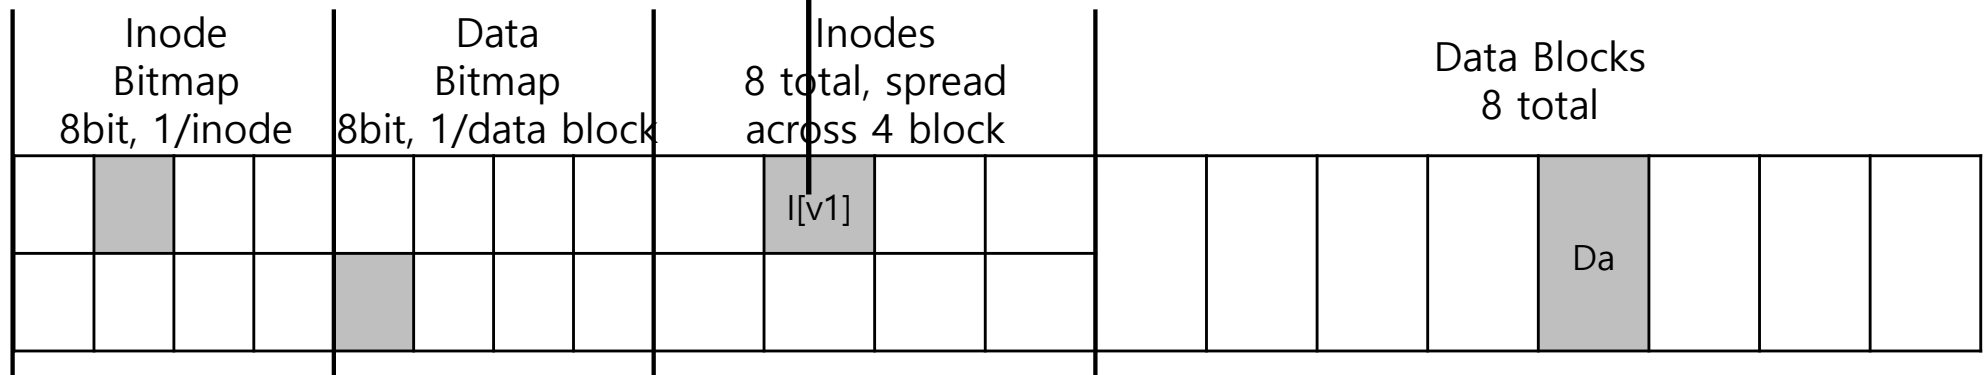 Inode
Bitmap
8bit, 1/inode
Data
Bitmap
8bit, 1/data block
Inodes
8 total, spread
across 4 block
Data Blocks
8 total
I[v1]
Da